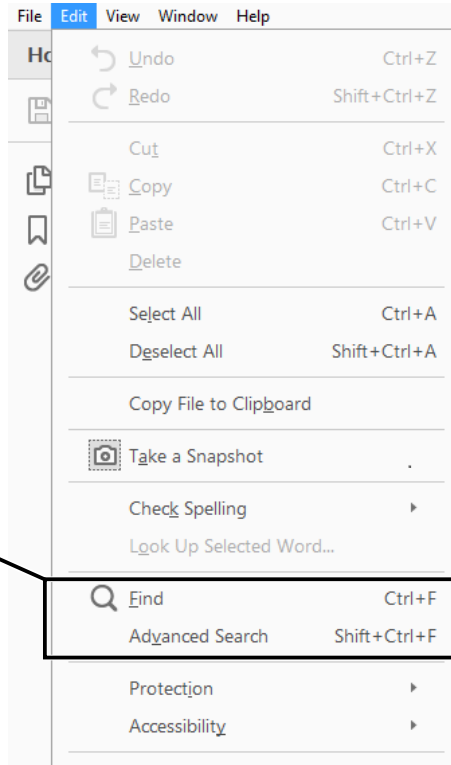 File Edit View Window Help
Ho
Undo Ctrl+Z
Redo Shift+Ctrl+Z
Cut Ctrl+X
Copy Ctrl+C
Paste Ctrl+V
Delete
Select All Ctrl+A
Deselect All Shift+Ctrl+A
Copy File to Clipboard
Take a Snapshot
Check Spelling
Look Up Selected Word...
Find Ctrl+F
Advanced Search Shift+Ctrl+F
Protection
Accessibility